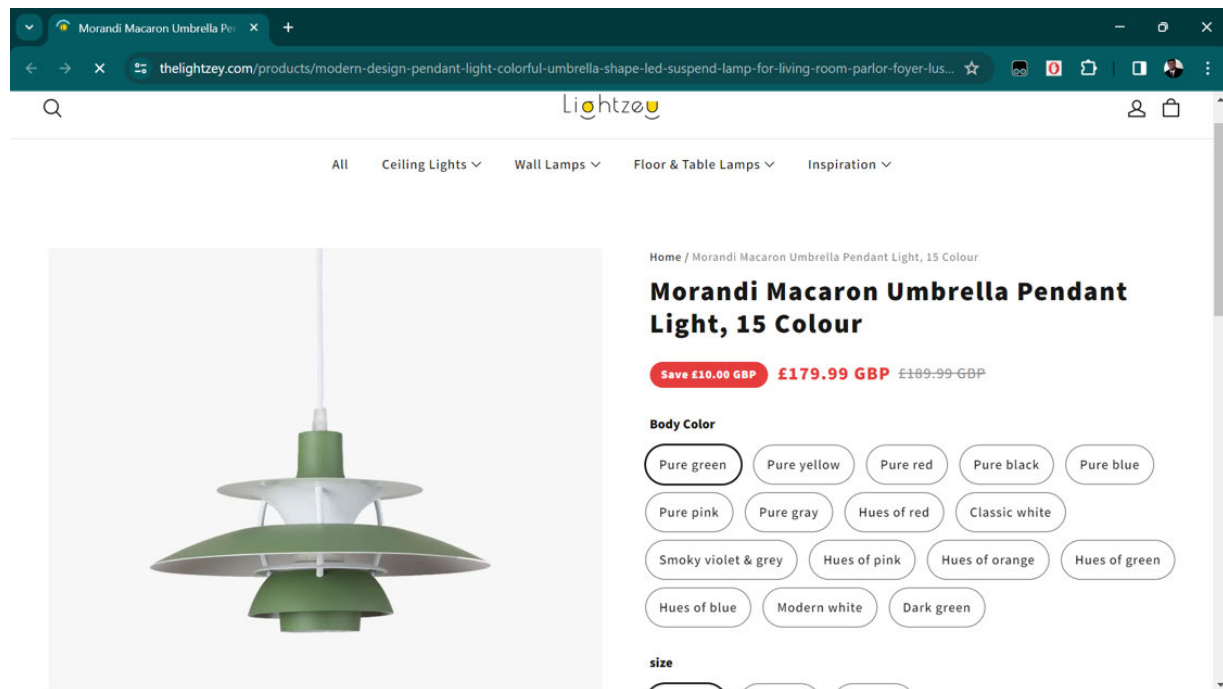 Morandi Macaron Umbrella Pe
thelightzey.com/products/modern-design-pendant-light-colorful-umbrella-shape-led-suspend-lamp-for-living-room-parlor-foyer-lus...
Lightzey
All Ceiling Lights Wall Lamps Floor & Table Lamps Inspiration
Home / Morandi Macaron Umbrella Pendant Light, 15 Colour
Morandi Macaron Umbrella Pendant
Light, 15 Colour
Save £10.00 GBP £179.99 GBP £189.99 GBP
Body Color
Pure green Pure yellow Pure red Pure black Pure blue
Pure pink Pure gray Hues of red Classic white
Smoky violet & grey Hues of pink Hues of orange Hues of green
Hues of blue Modern white Dark green
size